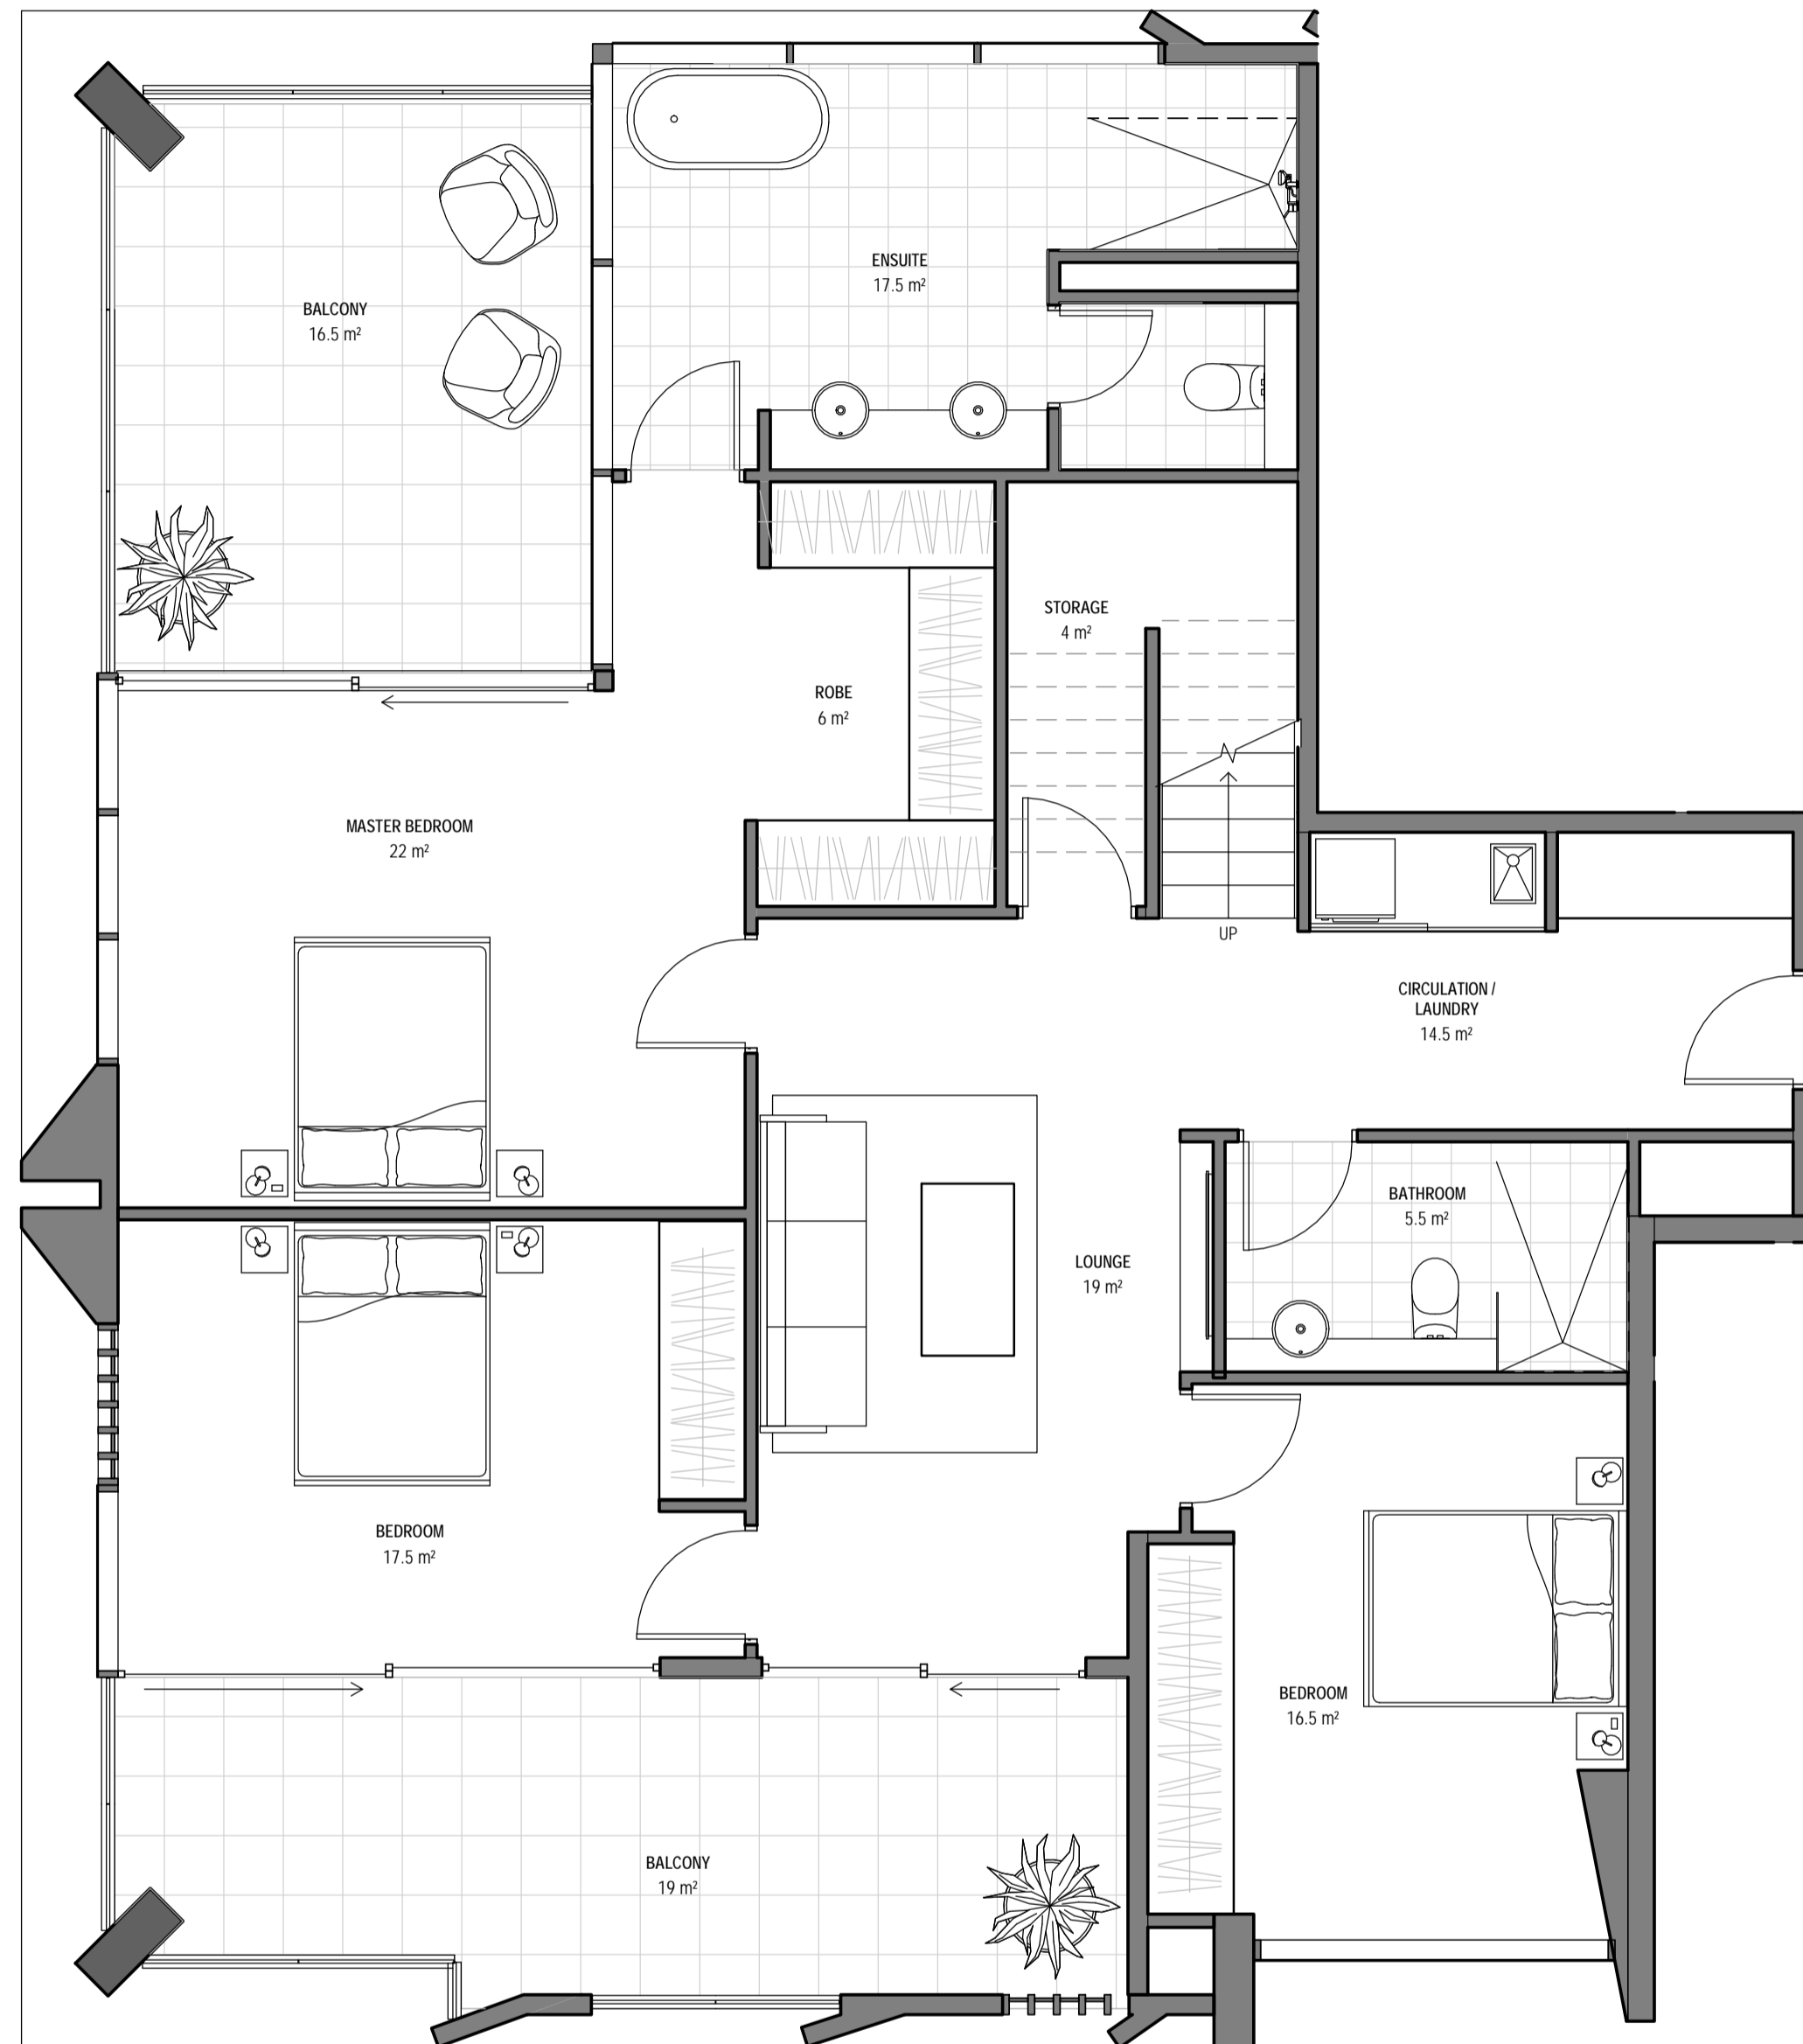 ENSUITE
17.5 m²
BALCONY
16.5 m²
STORAGE
4 m²
ROBE
6 m²
MASTER BEDROOM
22 m²
UP
CIRCULATION /
LAUNDRY
14.5 m²
BATHROOM
5.5 m²
LOUNGE
19 m²
BEDROOM
17.5 m²
BEDROOM
16.5 m²
BALCONY
19 m²